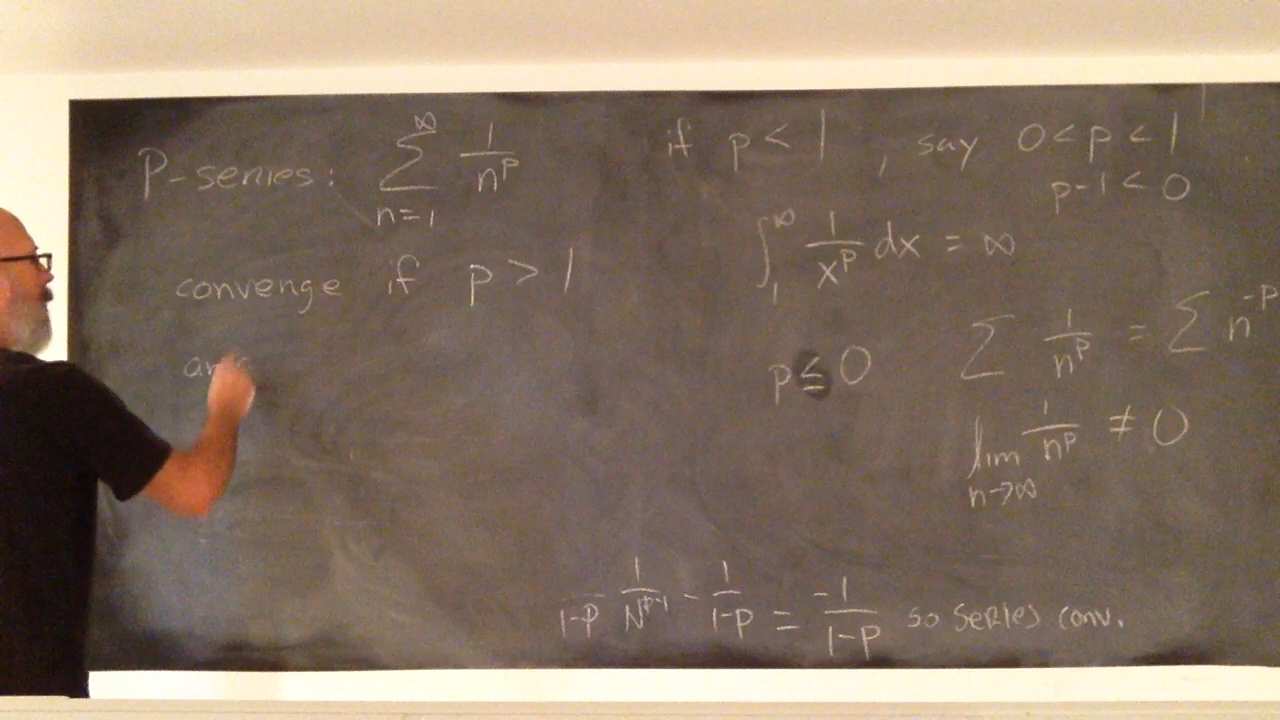 P-series: ∑_{n=1}^{∞} 1/n^p
converge if p > 1
an
if p < 1, say 0 < p < 1
p-1 < 0
∫_1^∞ 1/x^p dx = ∞
p ≤ 0 ∑ 1/n^p = ∑ n^{-p}
lim_{n→∞} 1/n^p ≠ 0
1/1-p 1/N^{p-1} - 1/1-p = -1/1-p so series conv.